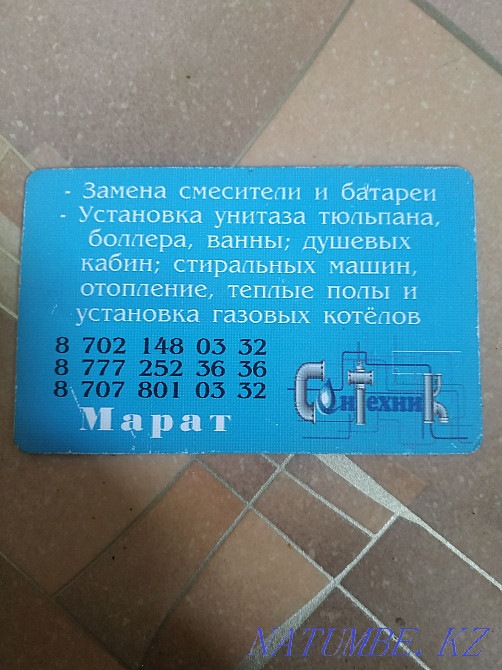 - Замена смесители и батареи
- Установка унитаза тюльпана,
боллера, ванны; душевых
кабин; стиральных машин,
отопление, теплые полы и
установка газовых котёлов
8 702 148 03 32
8 777 252 36 36
8 707 801 03 32
Марат
СанТехниК
NATUMBE.KZ